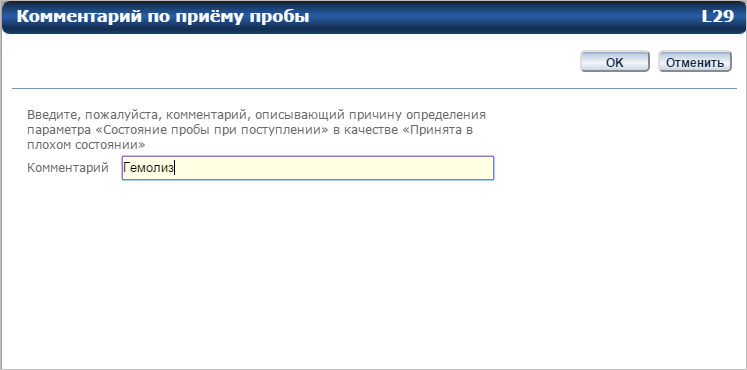 Комментарий по приёму пробы L29
OK Отменить
Введите, пожалуйста, комментарий, описывающий причину определения
параметра «Состояние пробы при поступлении» в качестве «Принята в
плохом состоянии»
Комментарий Гемолиз